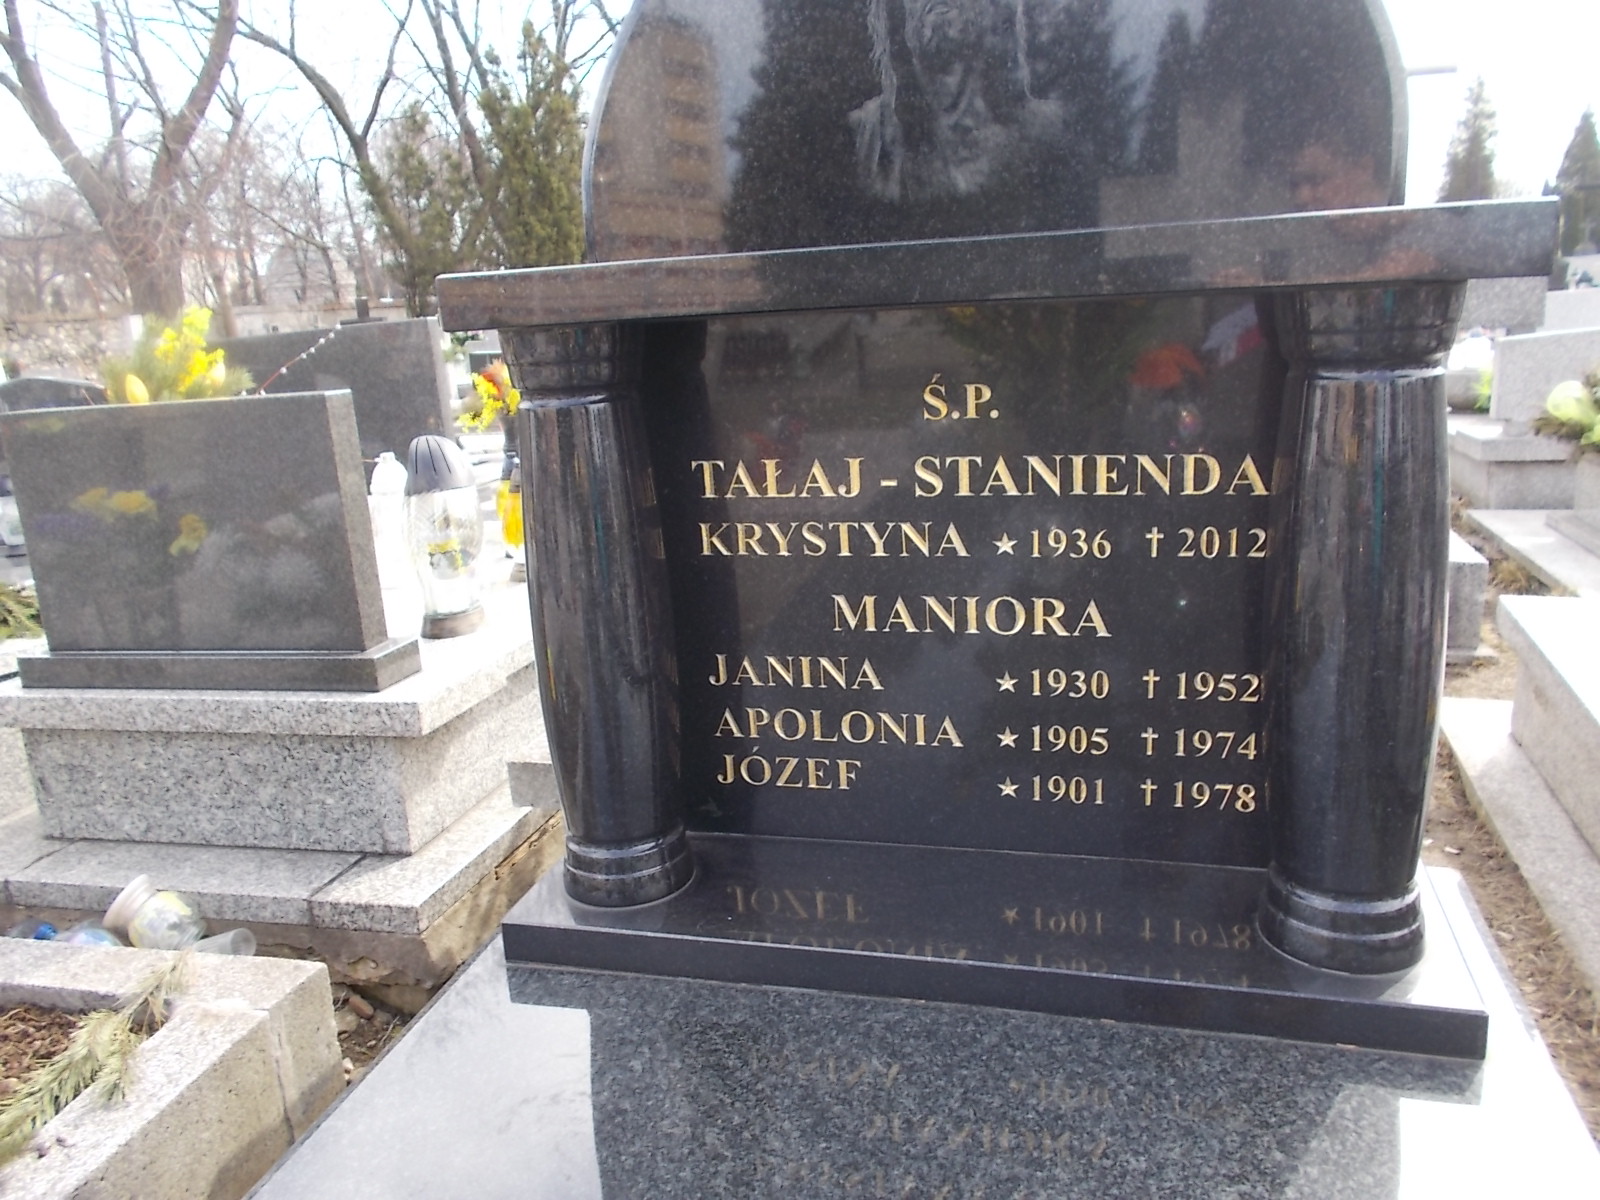 Ś.P.
TAŁAJ - STANIENDA
KRYSTYNA ★ 1936 † 2012
MANIORA
JANINA ★ 1930 † 1952
APOLONIA ★ 1905 † 1974
JÓZEF ★ 1901 † 1978